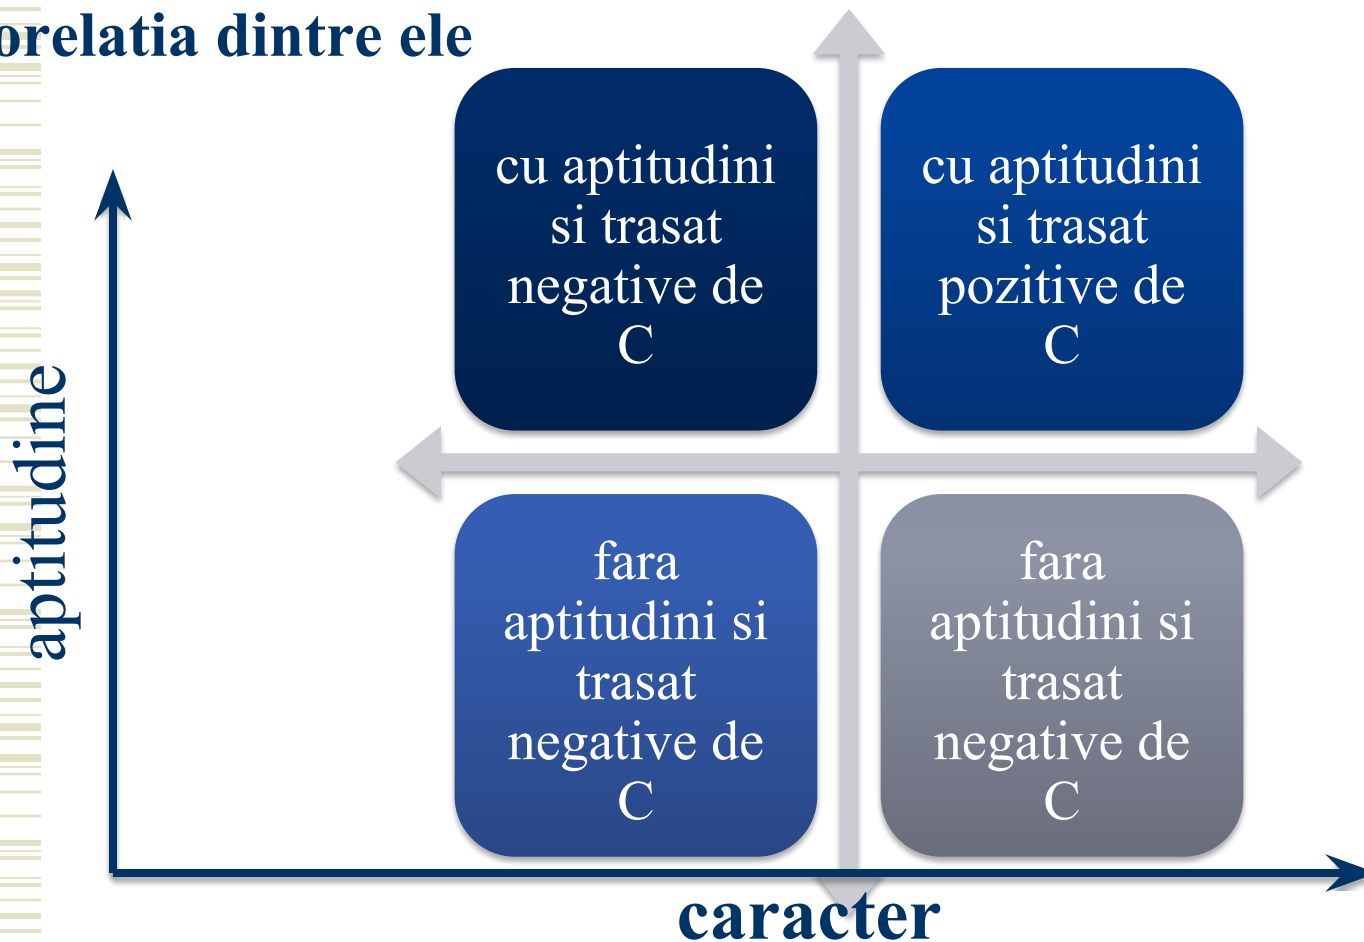 orelatia dintre ele
cu aptitudini
si trasat
negative de
C
cu aptitudini
si trasat
pozitive de
C
aptitudine
fara
aptitudini si
trasat
negative de
C
fara
aptitudini si
trasat
negative de
C
caracter